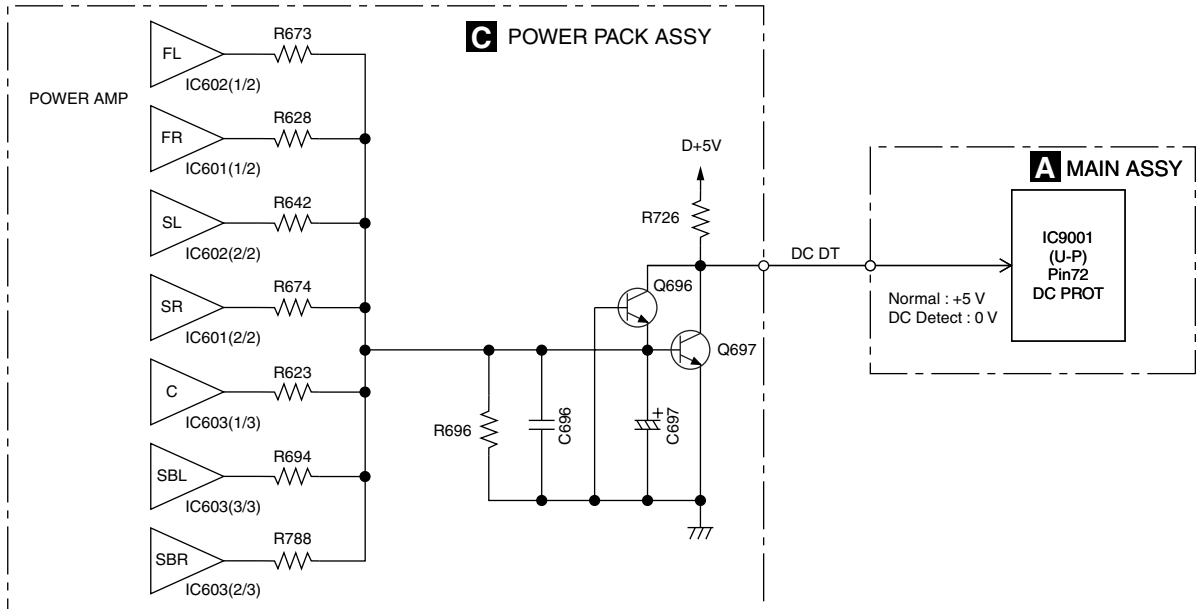 C POWER PACK ASSY
POWER AMP
FL
R673
IC602(1/2)
FR
R628
IC601(1/2)
SL
R642
IC602(2/2)
SR
R674
IC601(2/2)
C
R623
IC603(1/3)
SBL
R694
IC603(3/3)
SBR
R788
IC603(2/3)
R696
C696
C697
+
Q696
Q697
D+5V
R726
DC DT
A MAIN ASSY
Normal : +5 V
DC Detect : 0 V
IC9001
(U-P)
Pin72
DC PROT